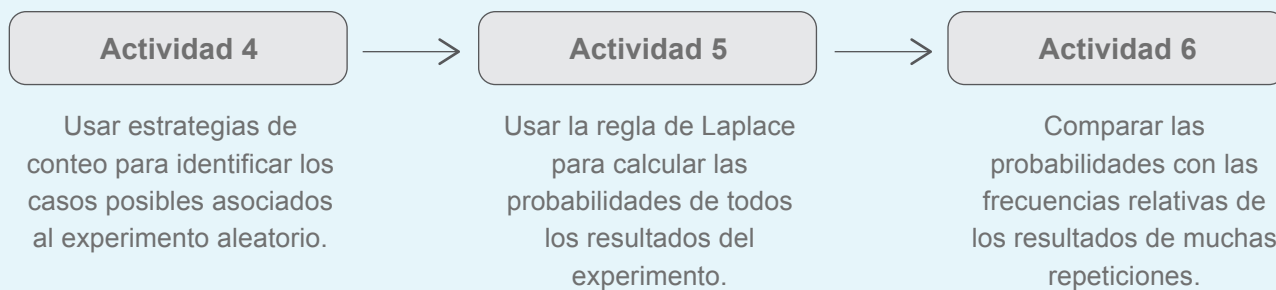 Actividad 4
Usar estrategias de
conteo para identificar los
casos posibles asociados
al experimento aleatorio.
Actividad 5
Usar la regla de Laplace
para calcular las
probabilidades de todos
los resultados del
experimento.
Actividad 6
Comparar las
probabilidades con las
frecuencias relativas de
los resultados de muchas
repeticiones.